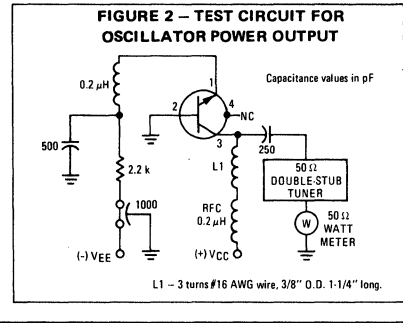 FIGURE 2 – TEST CIRCUIT FOR
OSCILLATOR POWER OUTPUT
Capacitance values in pF
0.2 μH
1
2
4
NC
3
500
2.2 k
250
L1
50 Ω
DOUBLE-STUB
TUNER
1000
RFC
0.2 μH
W
50 Ω
WATT
METER
(-) VEE
(+) VCC
L1 – 3 turns #16 AWG wire, 3/8" O.D. 1-1/4" long.